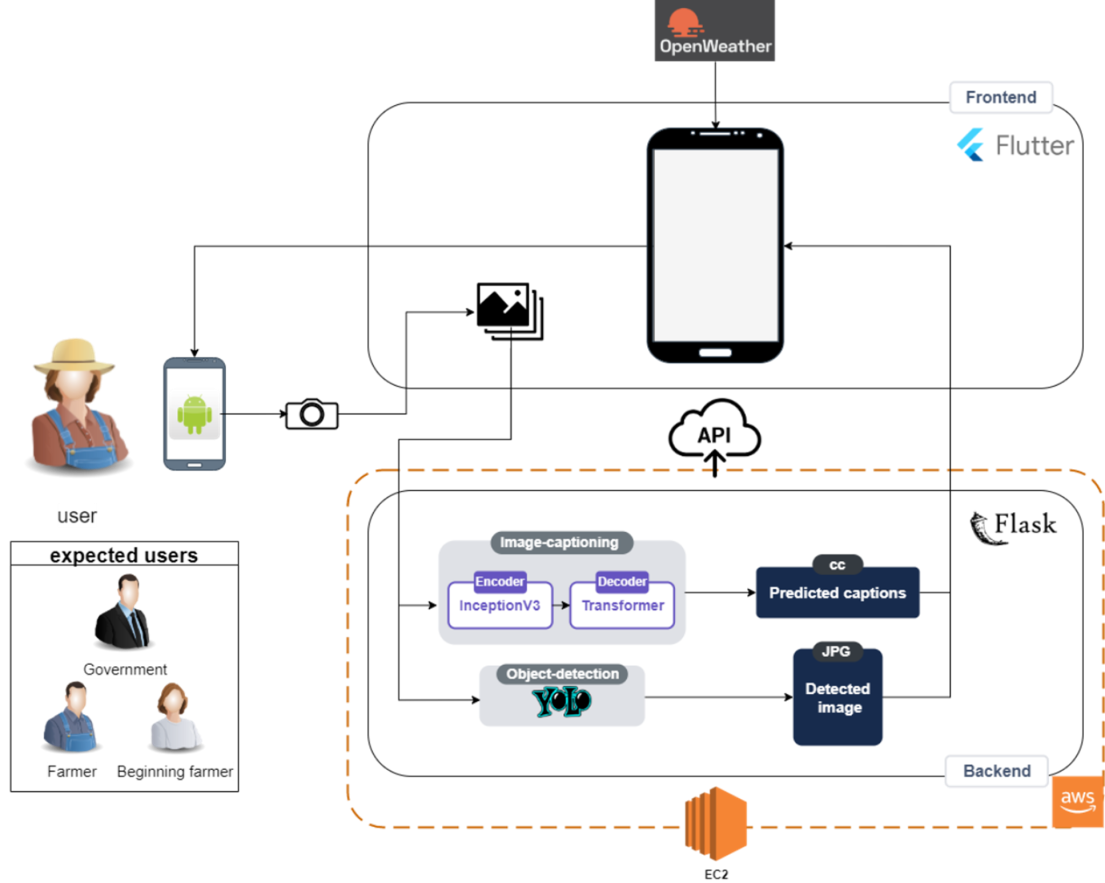 OpenWeather
Frontend
Flutter
API
user
Flask
expected users
Government
Farmer
Beginning farmer
Image-captioning
Encoder
InceptionV3
Decoder
Transformer
cc
Predicted captions
Object-detection
YOLO
JPG
Detected
image
Backend
aws
EC2